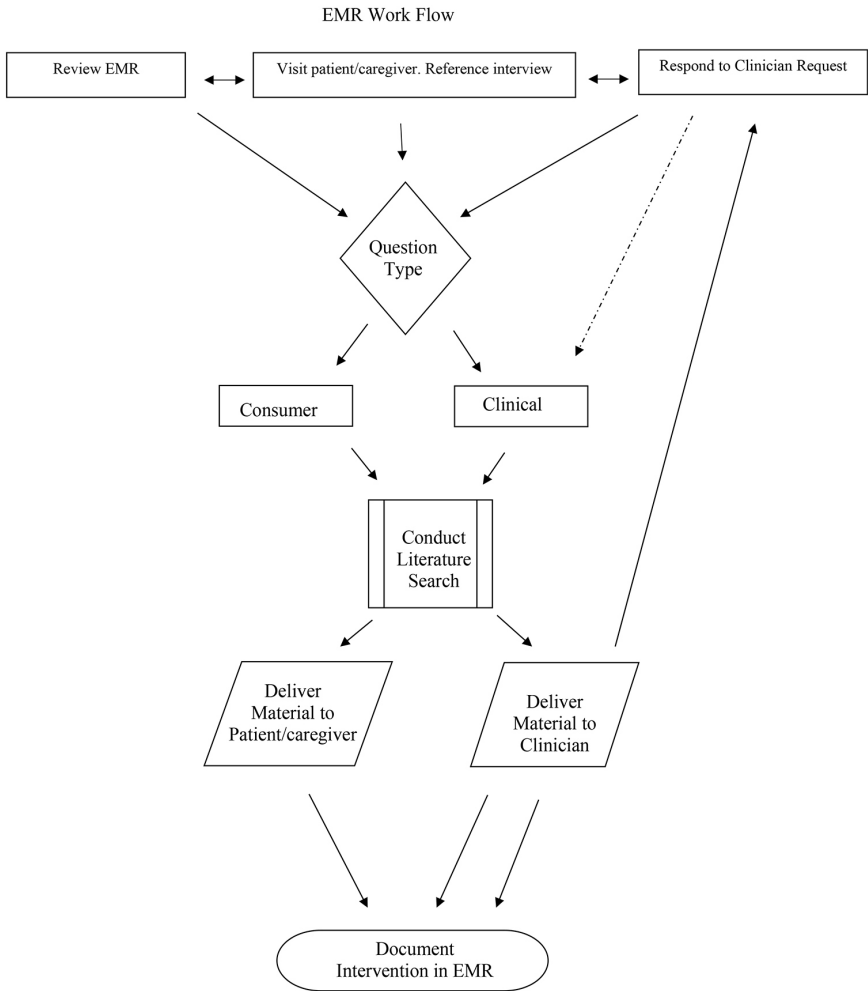 EMR Work Flow
Review EMR
Visit patient/caregiver. Reference interview
Respond to Clinician Request
Question
Type
Consumer
Clinical
Conduct
Literature
Search
Deliver
Material to
Patient/caregiver
Deliver
Material to
Clinician
Document
Intervention in EMR